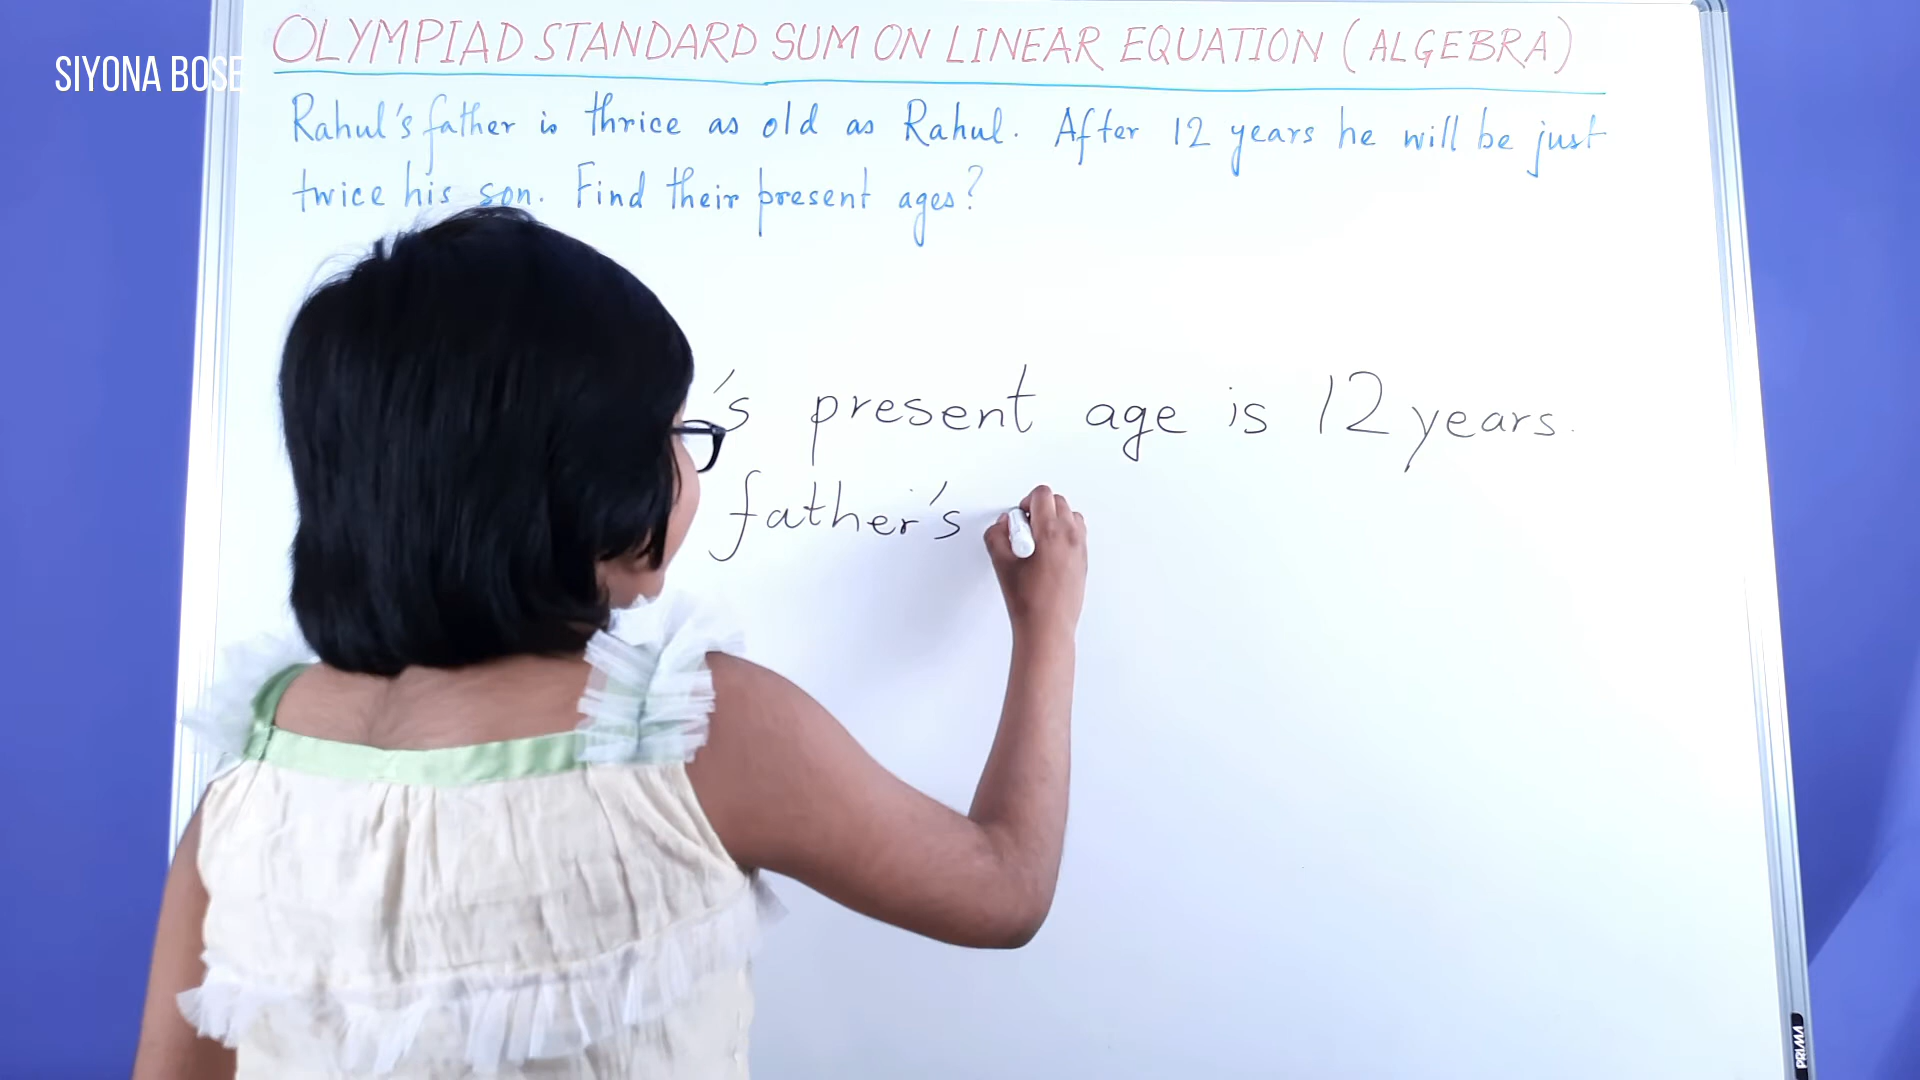 OLYMPIAD STANDARD SUM ON LINEAR EQUATION (ALGEBRA)
SIYONA BOSE
Rahul's father is thrice as old as Rahul. After 12 years he will be just
twice his son. Find their present ages?
's present age is 12 years.
father's
PRIMA